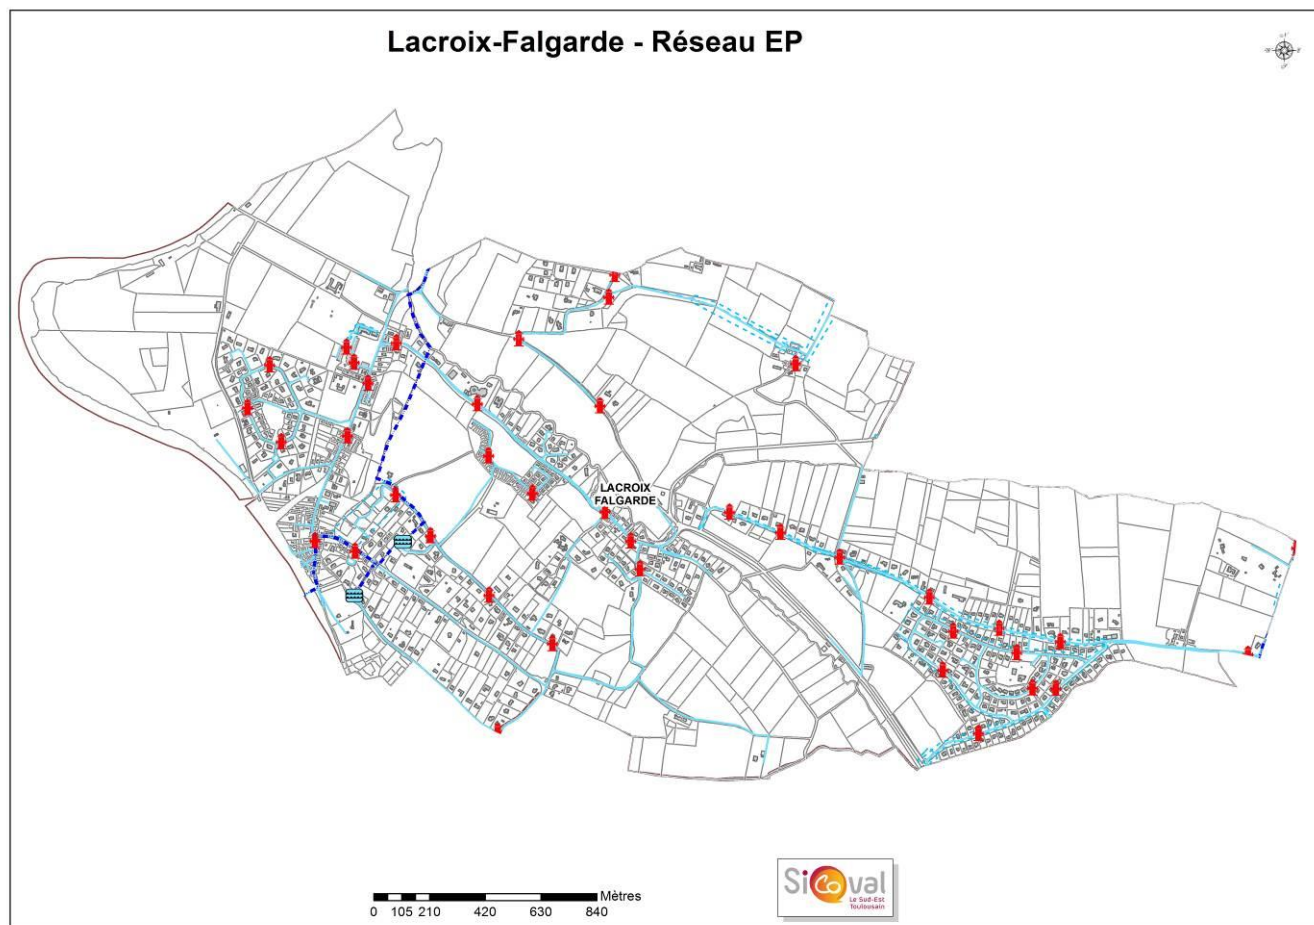 Lacroix-Falgarde - Réseau EP
LACROIX
FALGARDE
Mètres
0 105 210 420 630 840
SiCoval
Le Sud-Est
Toulousain